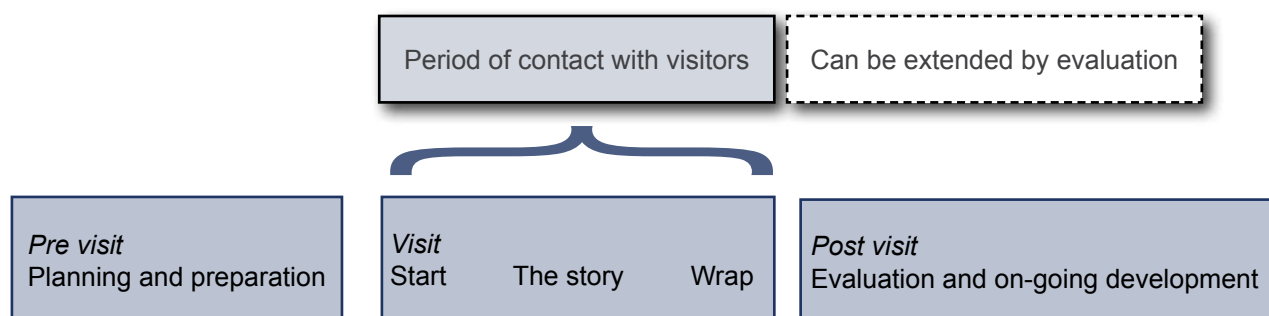 Period of contact with visitors
Can be extended by evaluation
Pre visit
Planning and preparation
Visit
Start The story Wrap
Post visit
Evaluation and on-going development